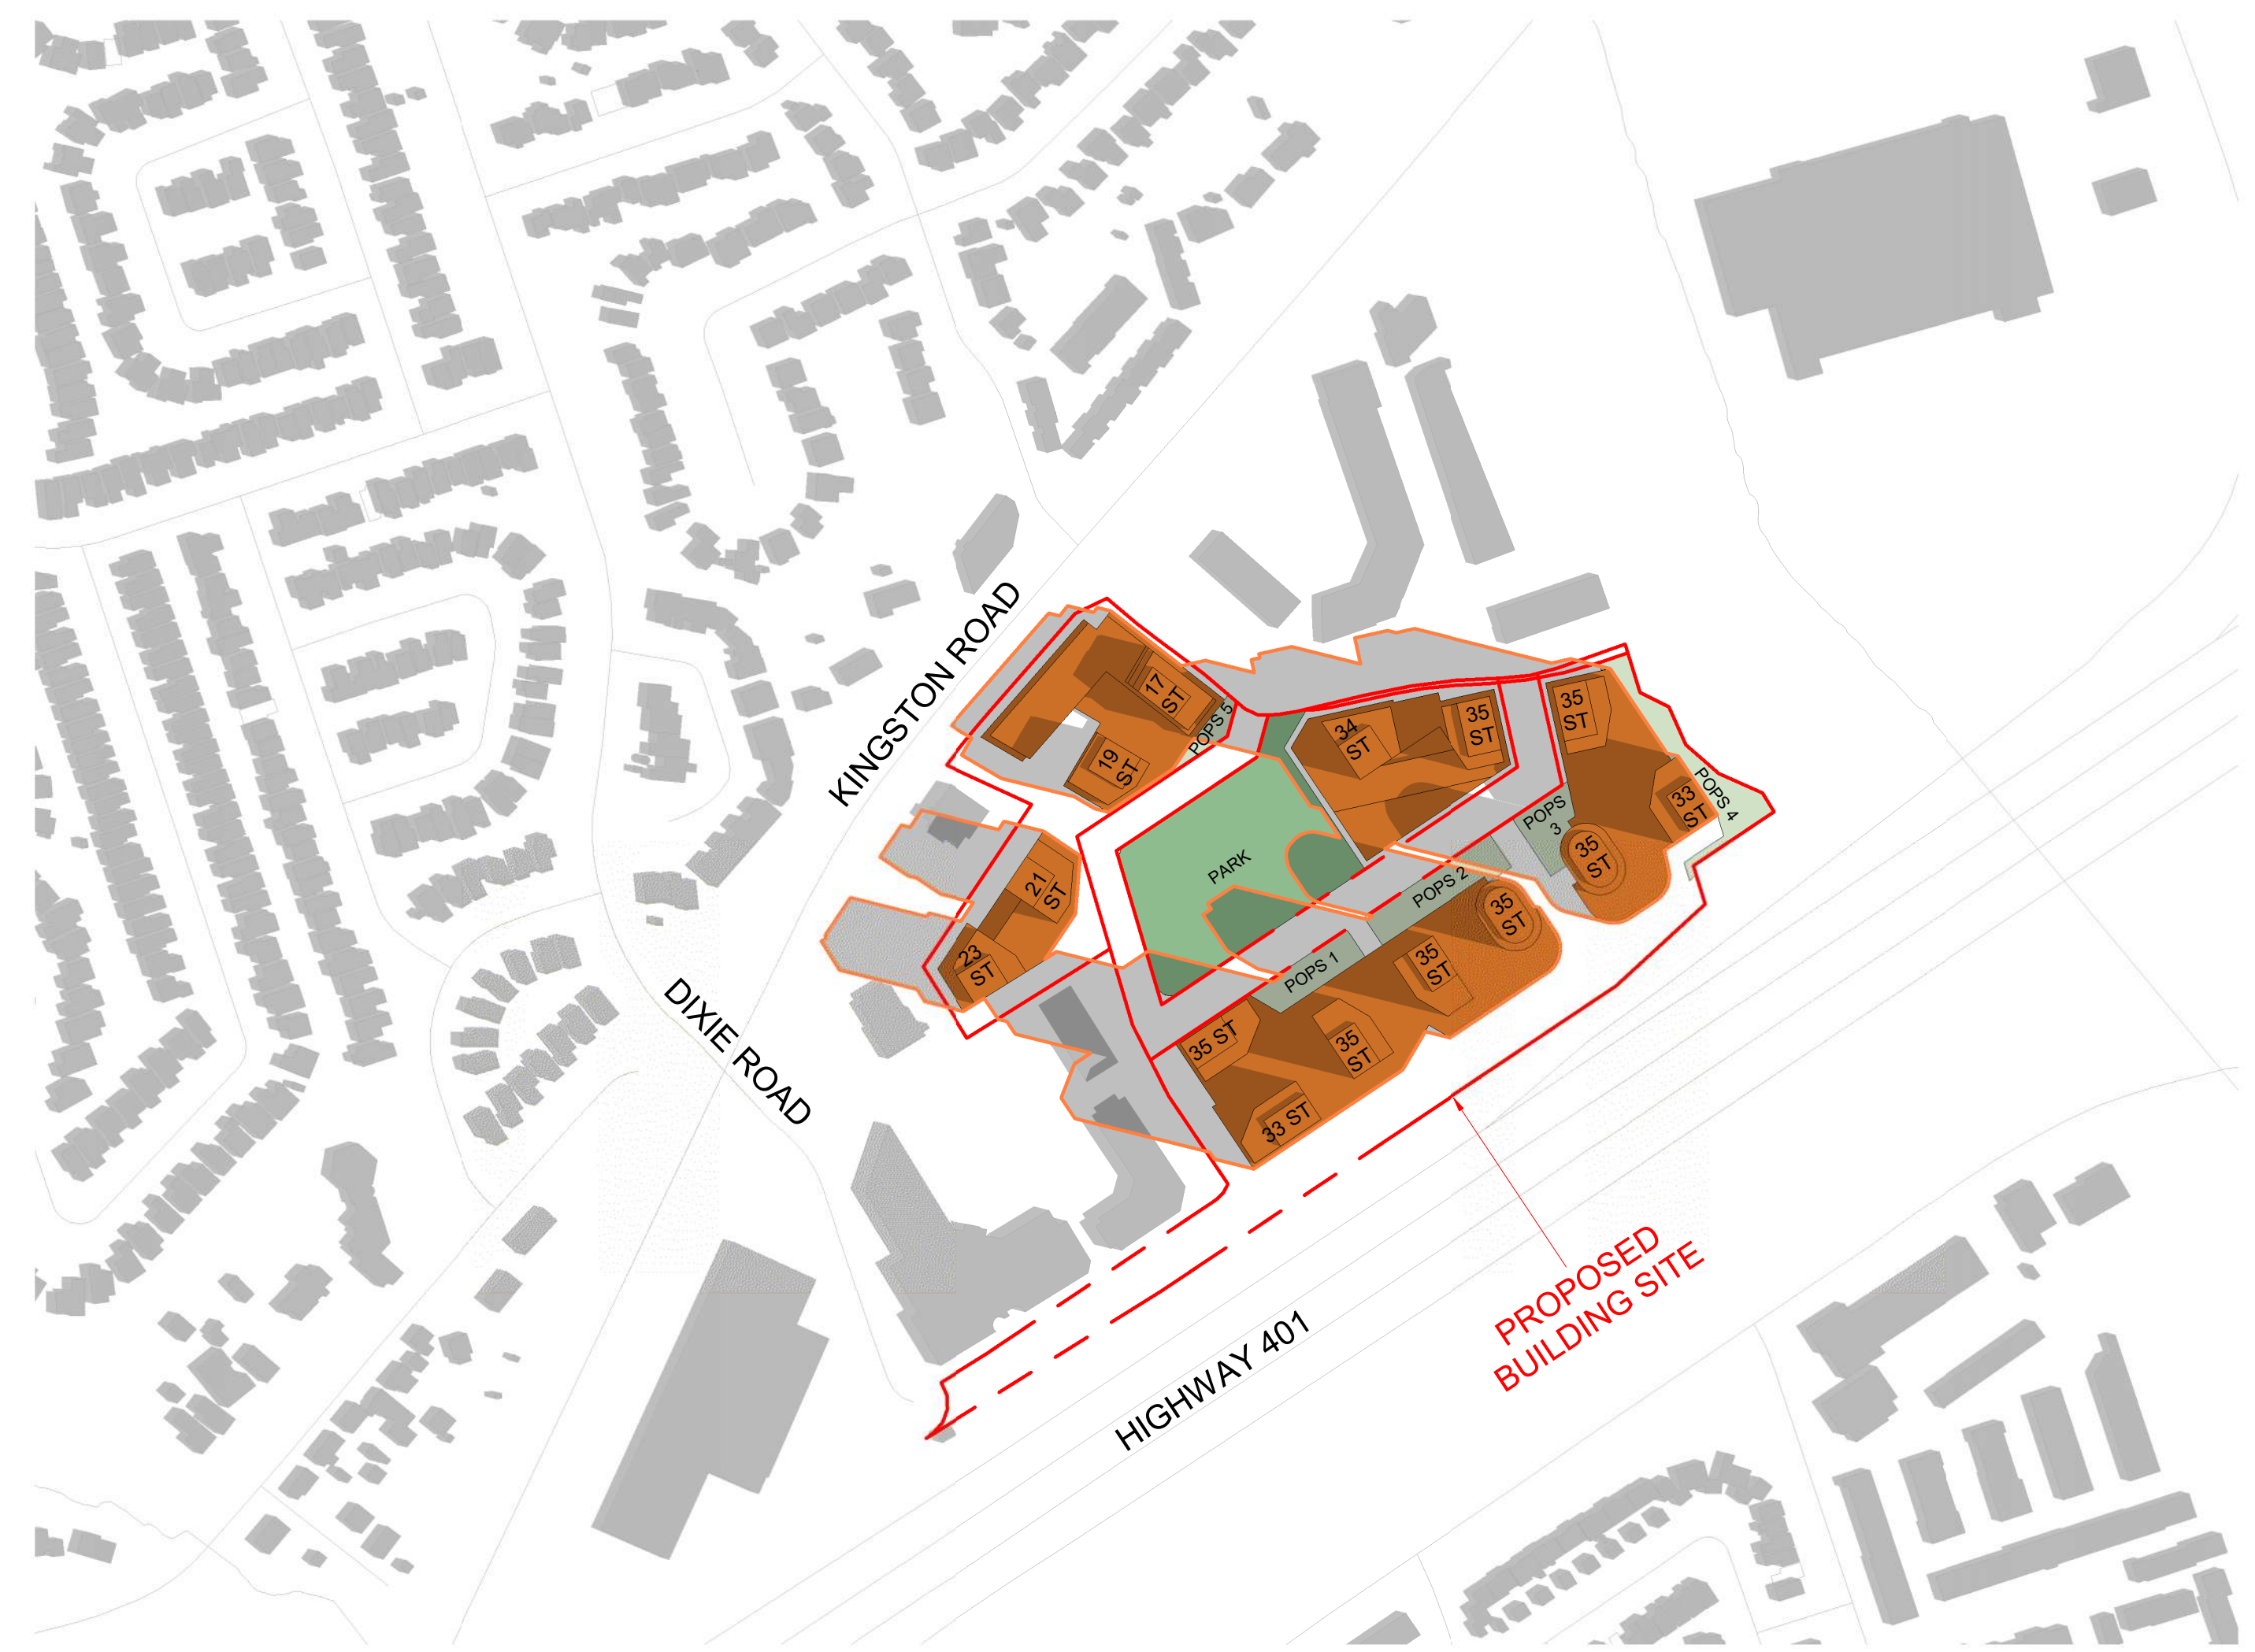 KINGSTON ROAD
17
ST
POPS 5
19
ST
34
ST
35
ST
35
ST
33
ST
POPS 4
POPS
3
35
ST
PARK
POPS 2
21
ST
23
ST
35
ST
35
ST
POPS 1
35 ST
35
ST
33 ST
DIXIE ROAD
HIGHWAY 401
PROPOSED
BUILDING SITE